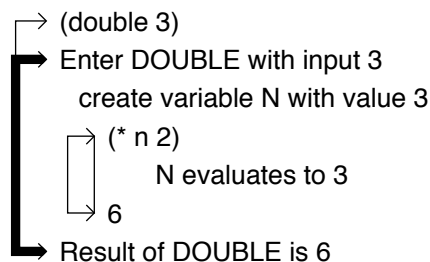 (double 3)
Enter DOUBLE with input 3
create variable N with value 3
(* n 2)
N evaluates to 3
6
Result of DOUBLE is 6